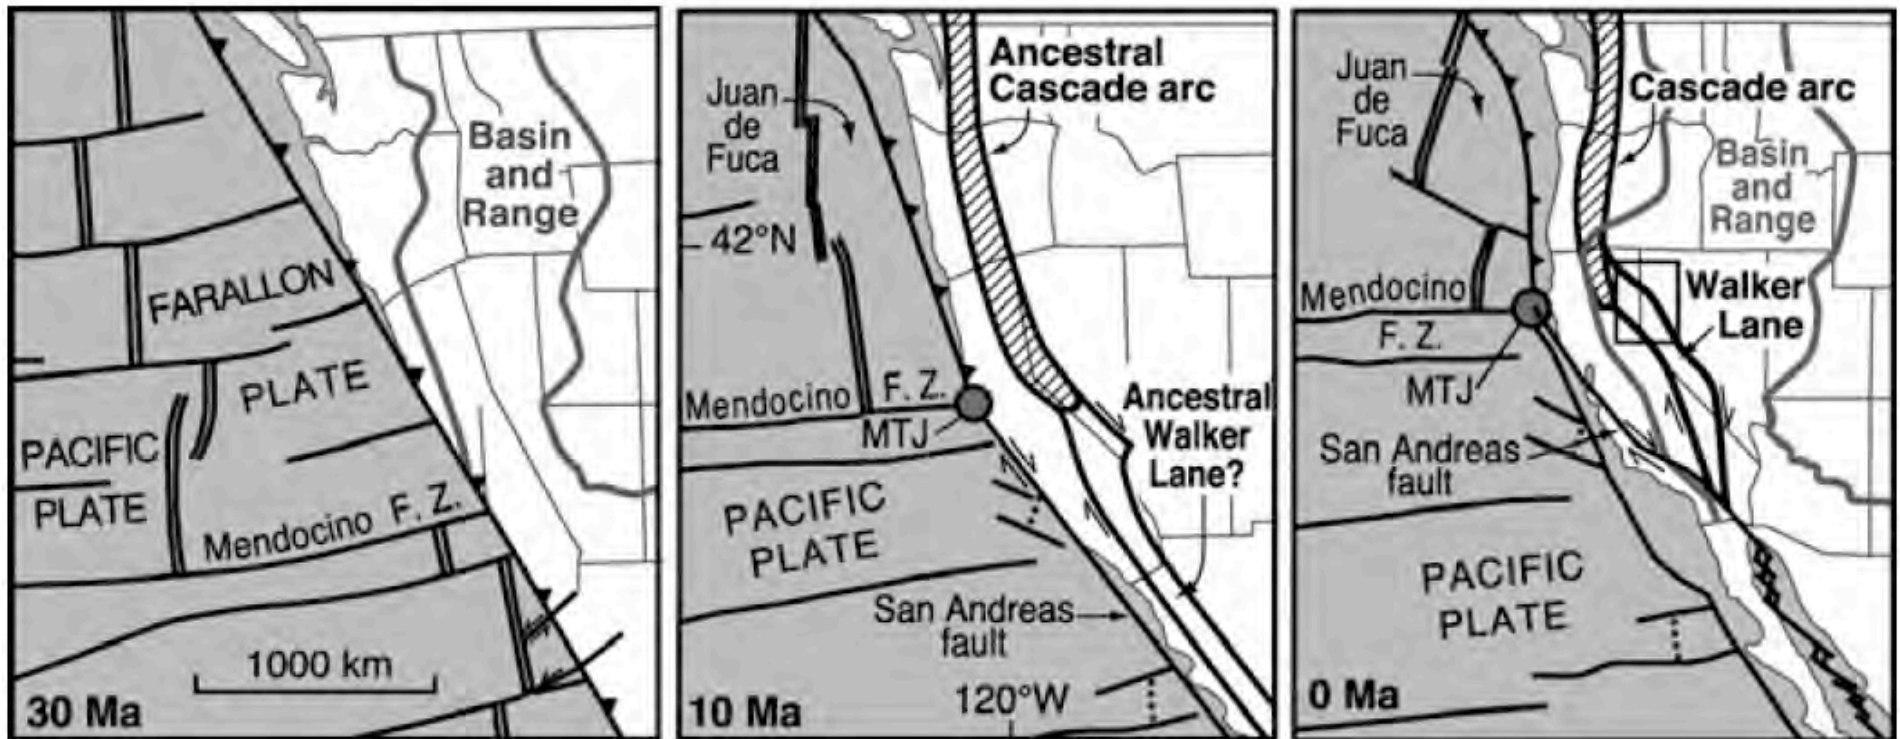 Basin
and
Range
FARALLON
PLATE
PACIFIC
PLATE
Mendocino F. Z.
1000 km
30 Ma
Ancestral
Cascade arc
Juan
de
Fuca
42°N
Mendocino F. Z.
MTJ
Ancestral
Walker
Lane?
PACIFIC
PLATE
San Andreas
fault
120°W
10 Ma
Juan
de
Fuca
Cascade arc
Basin
and
Range
Walker
Lane
Mendocino
F. Z.
MTJ
San Andreas
fault
PACIFIC
PLATE
0 Ma